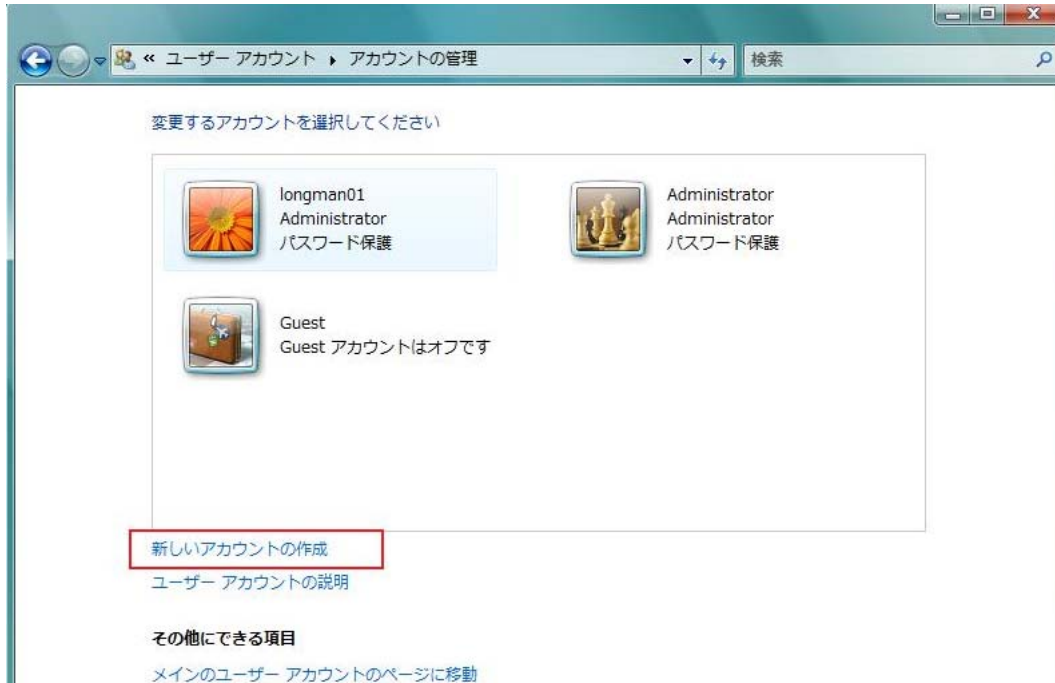 « ユーザー アカウント ▸ アカウントの管理
検索
変更するアカウントを選択してください
longman01
Administrator
パスワード保護
Administrator
Administrator
パスワード保護
Guest
Guest アカウントはオフです
新しいアカウントの作成
ユーザー アカウントの説明
その他にできる項目
メインのユーザー アカウントのページに移動